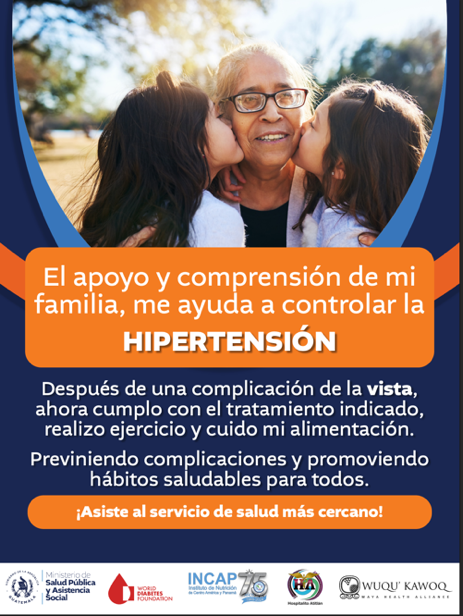 El apoyo y comprensión de mi
familia, me ayuda a controlar la
HIPERTENSIÓN
Después de una complicación de la vista,
ahora cumplo con el tratamiento indicado,
realizo ejercicio y cuido mi alimentación.
Previniendo complicaciones y promoviendo
hábitos saludables para todos.
¡Asiste al servicio de salud más cercano!
GUATEMALA
Ministerio de
Salud Pública
y Asistencia
Social
WORLD
DIABETES
FOUNDATION
INCAP 75
Instituto de Nutrición
de Centro América y Panamá
HA
Hospitalito Atitlán
WUQU' KAWOQ
MAYA HEALTH ALLIANCE